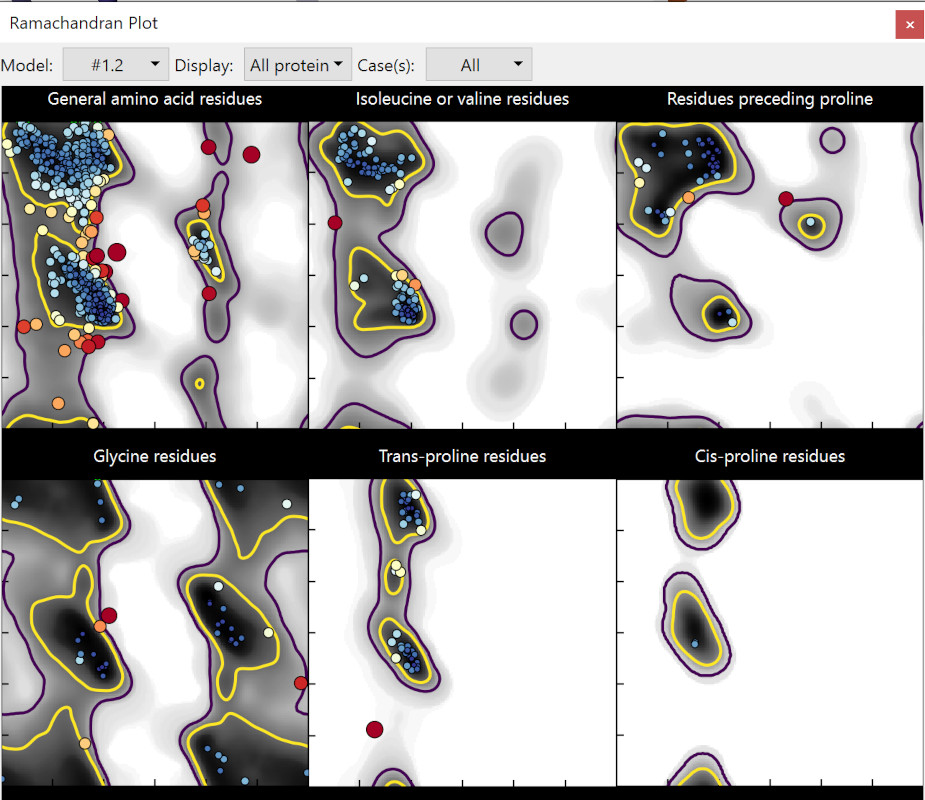 Ramachandran Plot
Model: #1.2 Display: All protein Case(s): All
General amino acid residues
Isoleucine or valine residues
Residues preceding proline
Glycine residues
Trans-proline residues
Cis-proline residues